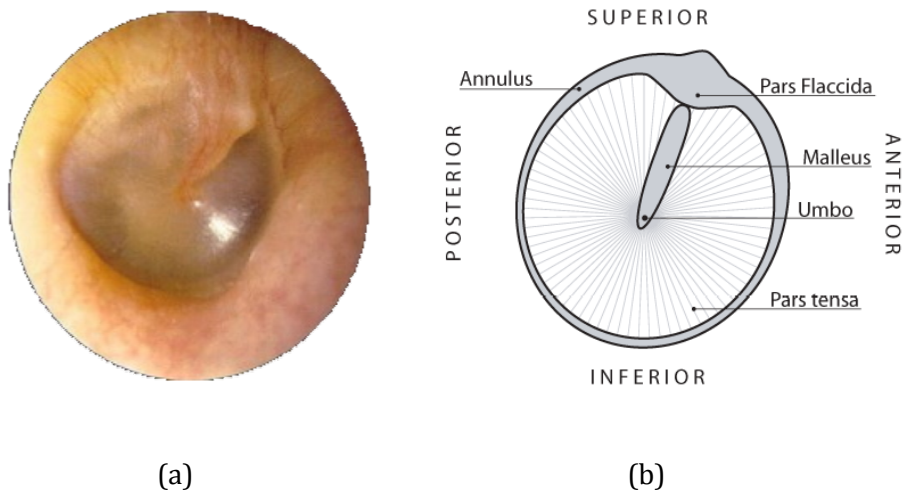 SUPERIOR
Annulus
Pars Flaccida
POSTERIOR
Malleus
ANTERIOR
Umbo
Pars tensa
INFERIOR
(a)
(b)